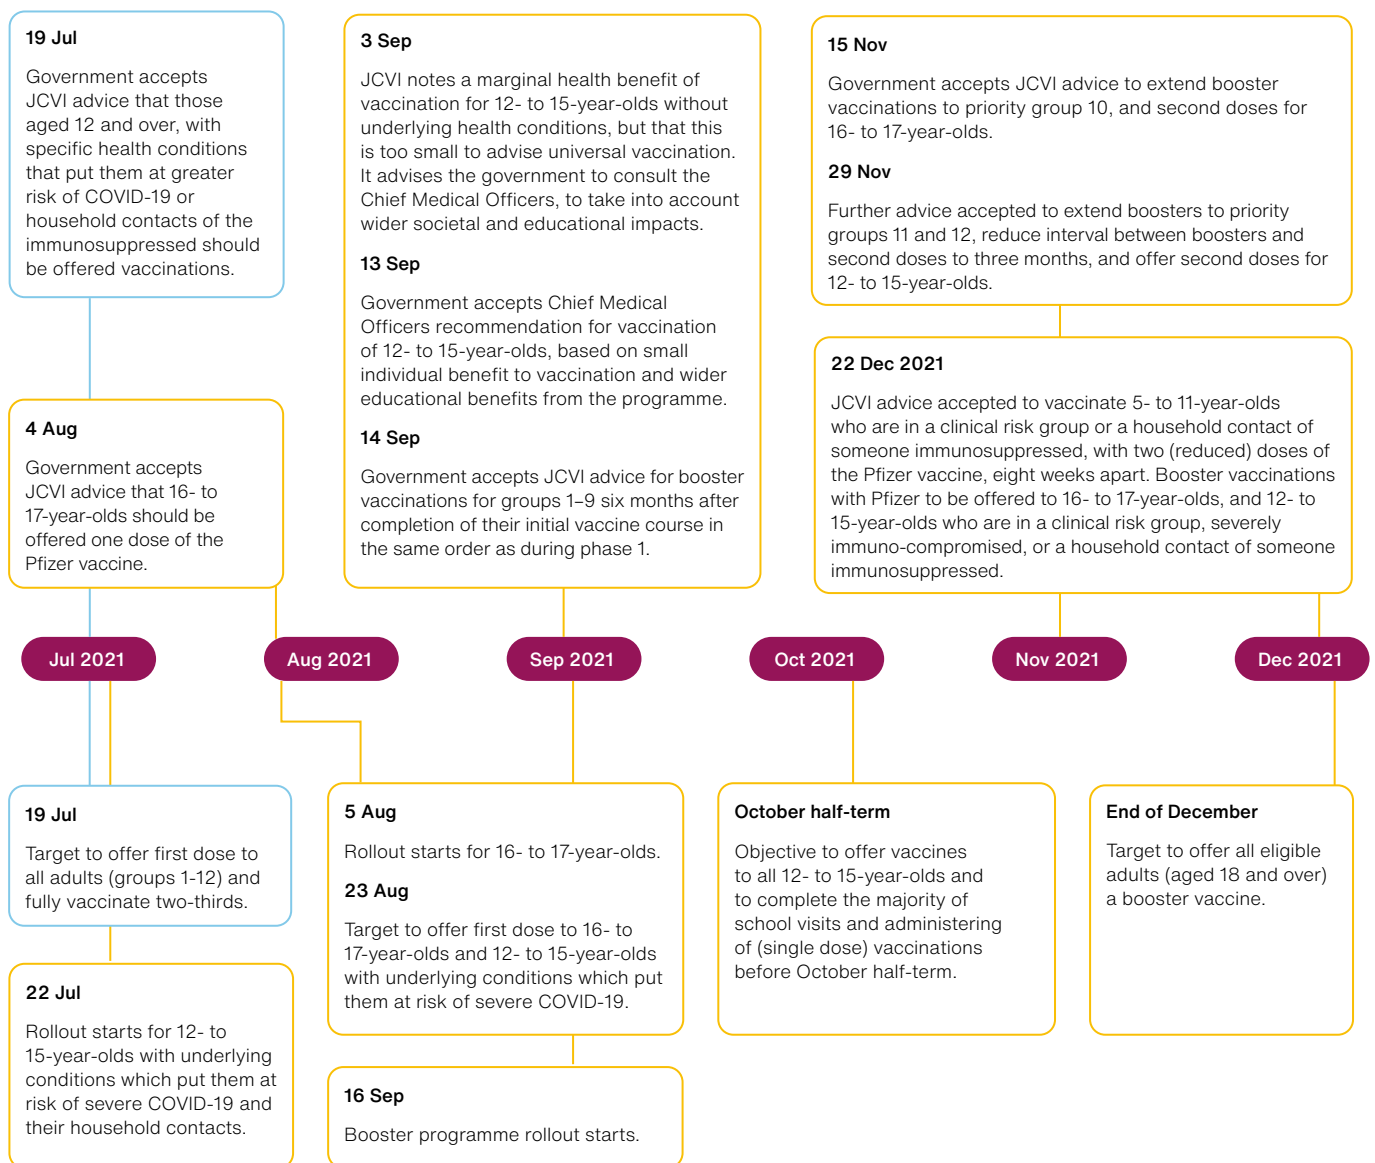 19 Jul
Government accepts
JCVI advice that those
aged 12 and over, with
specific health conditions
that put them at greater
risk of COVID-19 or
household contacts of the
immunosuppressed should
be offered vaccinations.
4 Aug
Government accepts
JCVI advice that 16- to
17-year-olds should be
offered one dose of the
Pfizer vaccine.
3 Sep
JCVI notes a marginal health benefit of
vaccination for 12- to 15-year-olds without
underlying health conditions, but that this
is too small to advise universal vaccination.
It advises the government to consult the
Chief Medical Officers, to take into account
wider societal and educational impacts.
13 Sep
Government accepts Chief Medical
Officers recommendation for vaccination
of 12- to 15-year-olds, based on small
individual benefit to vaccination and wider
educational benefits from the programme.
14 Sep
Government accepts JCVI advice for booster
vaccinations for groups 1–9 six months after
completion of their initial vaccine course in
the same order as during phase 1.
15 Nov
Government accepts JCVI advice to extend booster
vaccinations to priority group 10, and second doses for
16- to 17-year-olds.
29 Nov
Further advice accepted to extend boosters to priority
groups 11 and 12, reduce interval between boosters and
second doses to three months, and offer second doses for
12- to 15-year-olds.
22 Dec 2021
JCVI advice accepted to vaccinate 5- to 11-year-olds
who are in a clinical risk group or a household contact of
someone immunosuppressed, with two (reduced) doses of
the Pfizer vaccine, eight weeks apart. Booster vaccinations
with Pfizer to be offered to 16- to 17-year-olds, and 12- to
15-year-olds who are in a clinical risk group, severely
immuno-compromised, or a household contact of someone
immunosuppressed.
Jul 2021
Aug 2021
Sep 2021
Oct 2021
Nov 2021
Dec 2021
19 Jul
Target to offer first dose to
all adults (groups 1-12) and
fully vaccinate two-thirds.
22 Jul
Rollout starts for 12- to
15-year-olds with underlying
conditions which put them at
risk of severe COVID-19 and
their household contacts.
5 Aug
Rollout starts for 16- to 17-year-olds.
23 Aug
Target to offer first dose to 16- to
17-year-olds and 12- to 15-year-olds
with underlying conditions which put
them at risk of severe COVID-19.
16 Sep
Booster programme rollout starts.
October half-term
Objective to offer vaccines
to all 12- to 15-year-olds and
to complete the majority of
school visits and administering
of (single dose) vaccinations
before October half-term.
End of December
Target to offer all eligible
adults (aged 18 and over)
a booster vaccine.